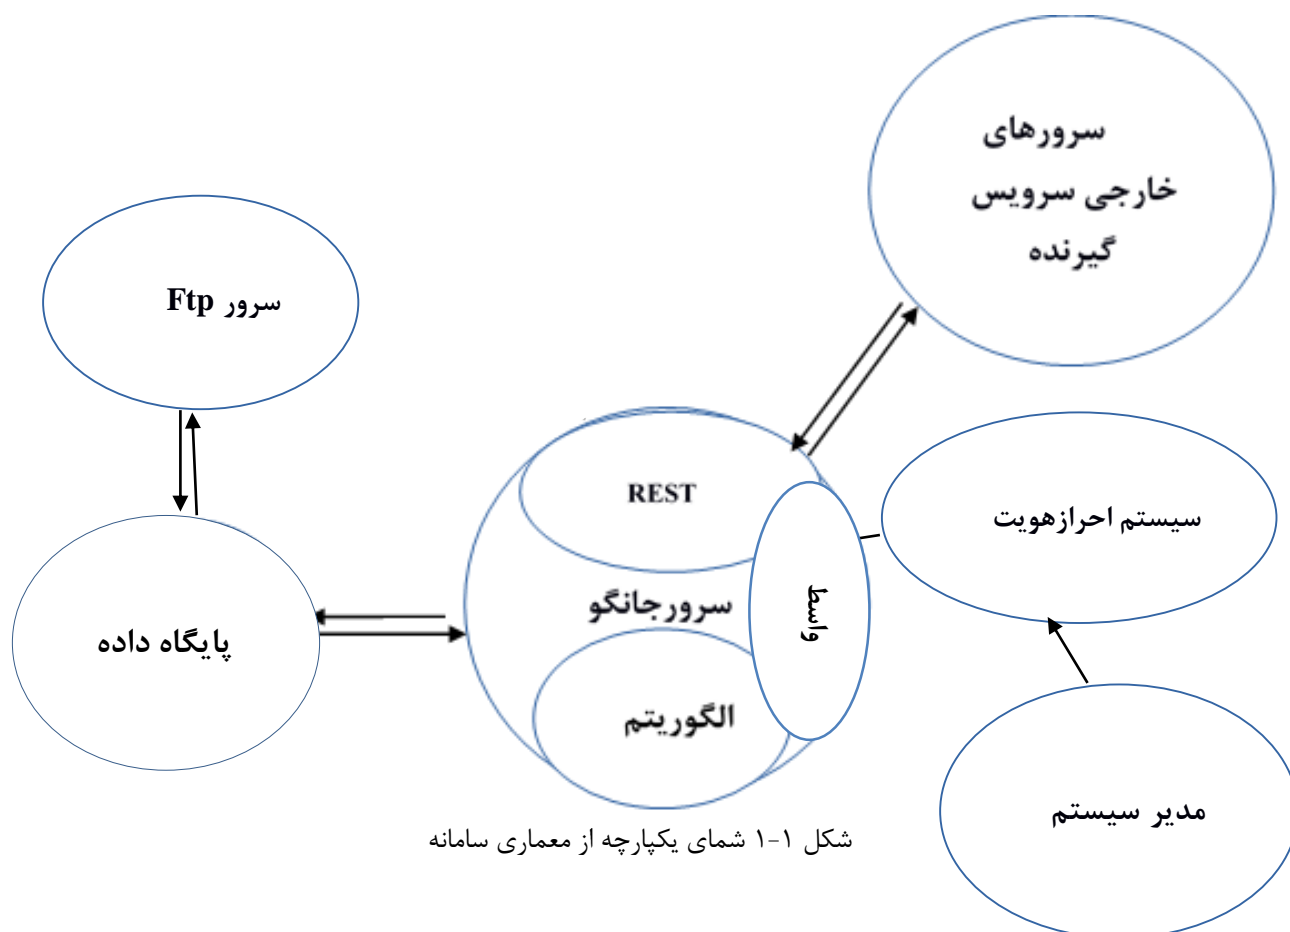 سرورهای
خارجی سرویس
گیرنده
سرور Ftp
REST
سیستم احرازهویت
واسط
سرورجانگو
پایگاه داده
الگوریتم
مدیر سیستم
شکل ۱-۱ شمای یکپارچه از معماری سامانه